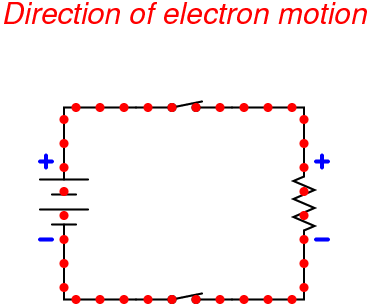 Direction of electron motion
+ +
− −